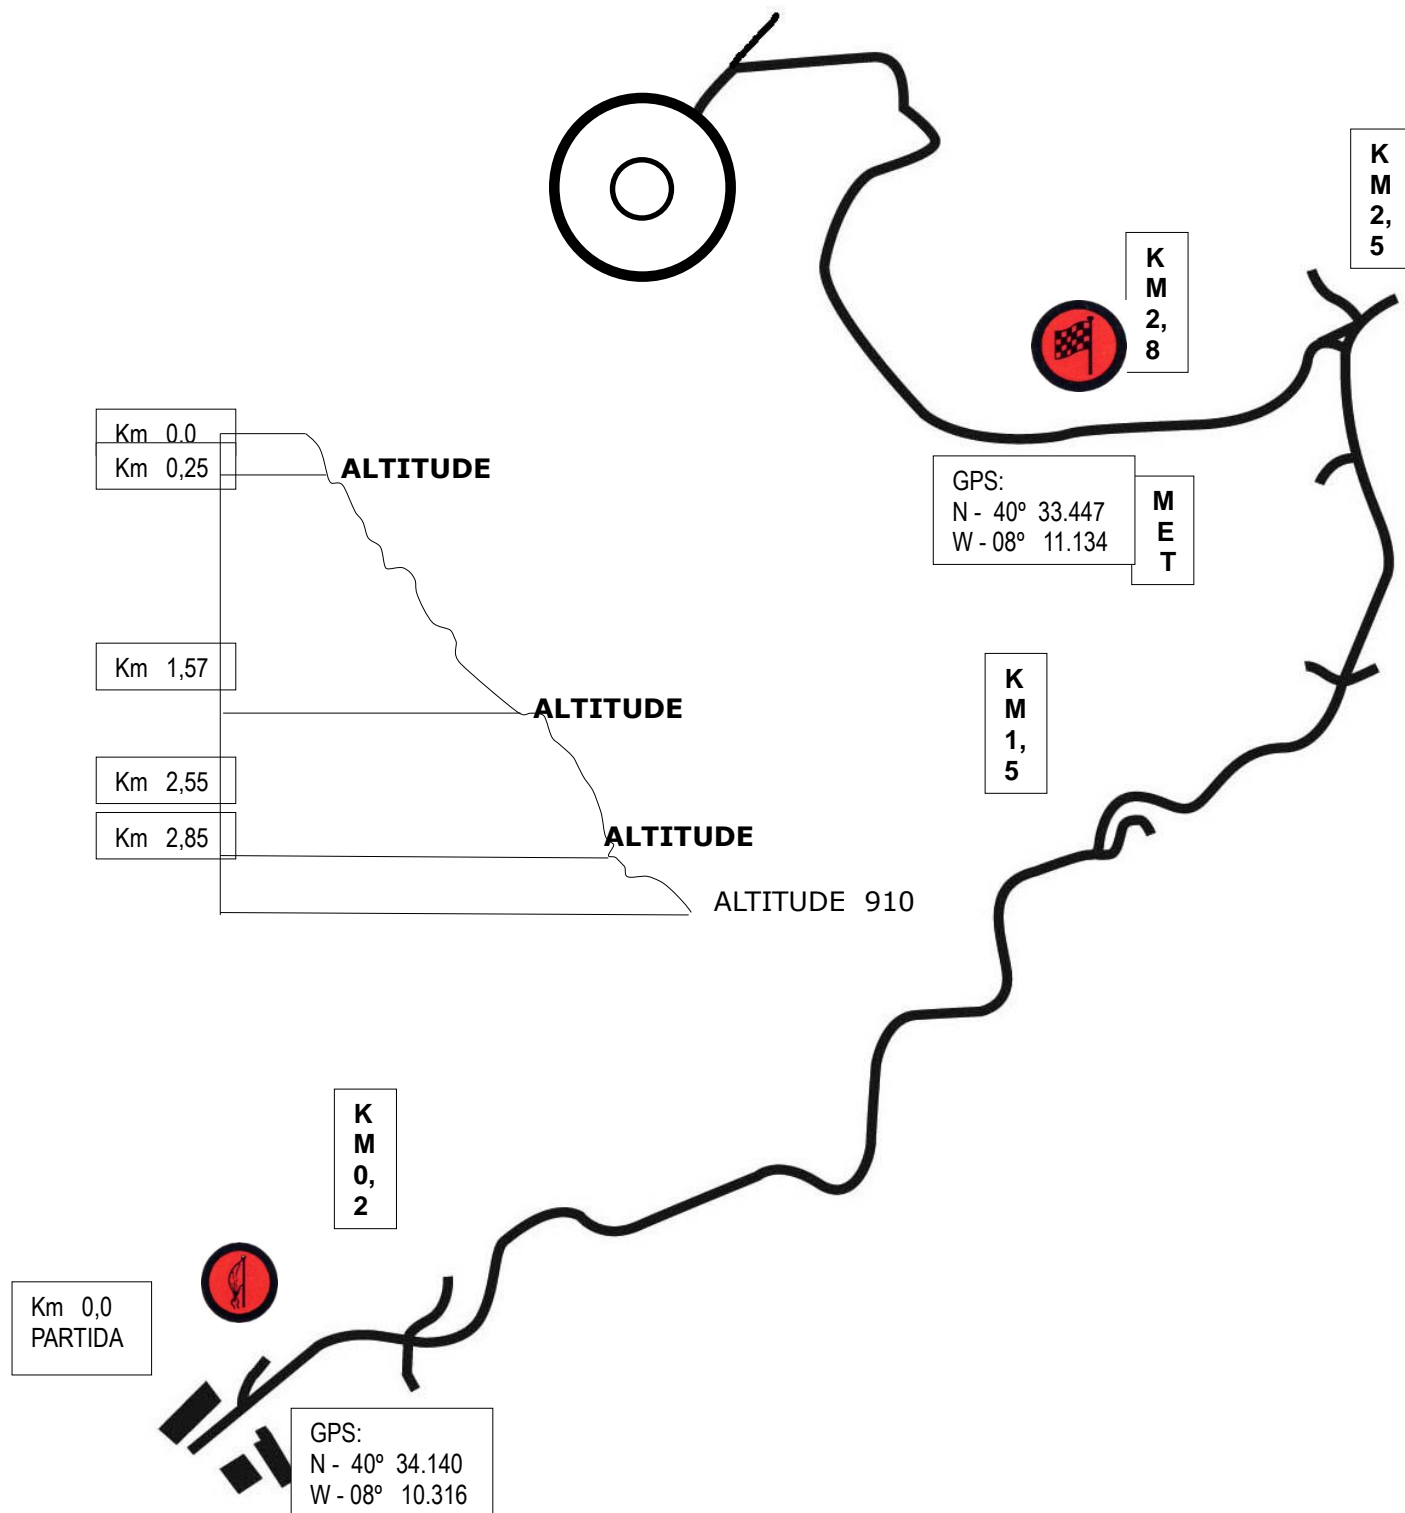 K
M
2,
5
K
M
2,
8
Km 0.0
Km 0,25
ALTITUDE
GPS:
N - 40º 33.447
W - 08º 11.134
M
E
T
Km 1,57
ALTITUDE
K
M
1,
5
Km 2,55
Km 2,85
ALTITUDE
ALTITUDE 910
K
M
0,
2
Km 0,0
PARTIDA
GPS:
N - 40º 34.140
W - 08º 10.316